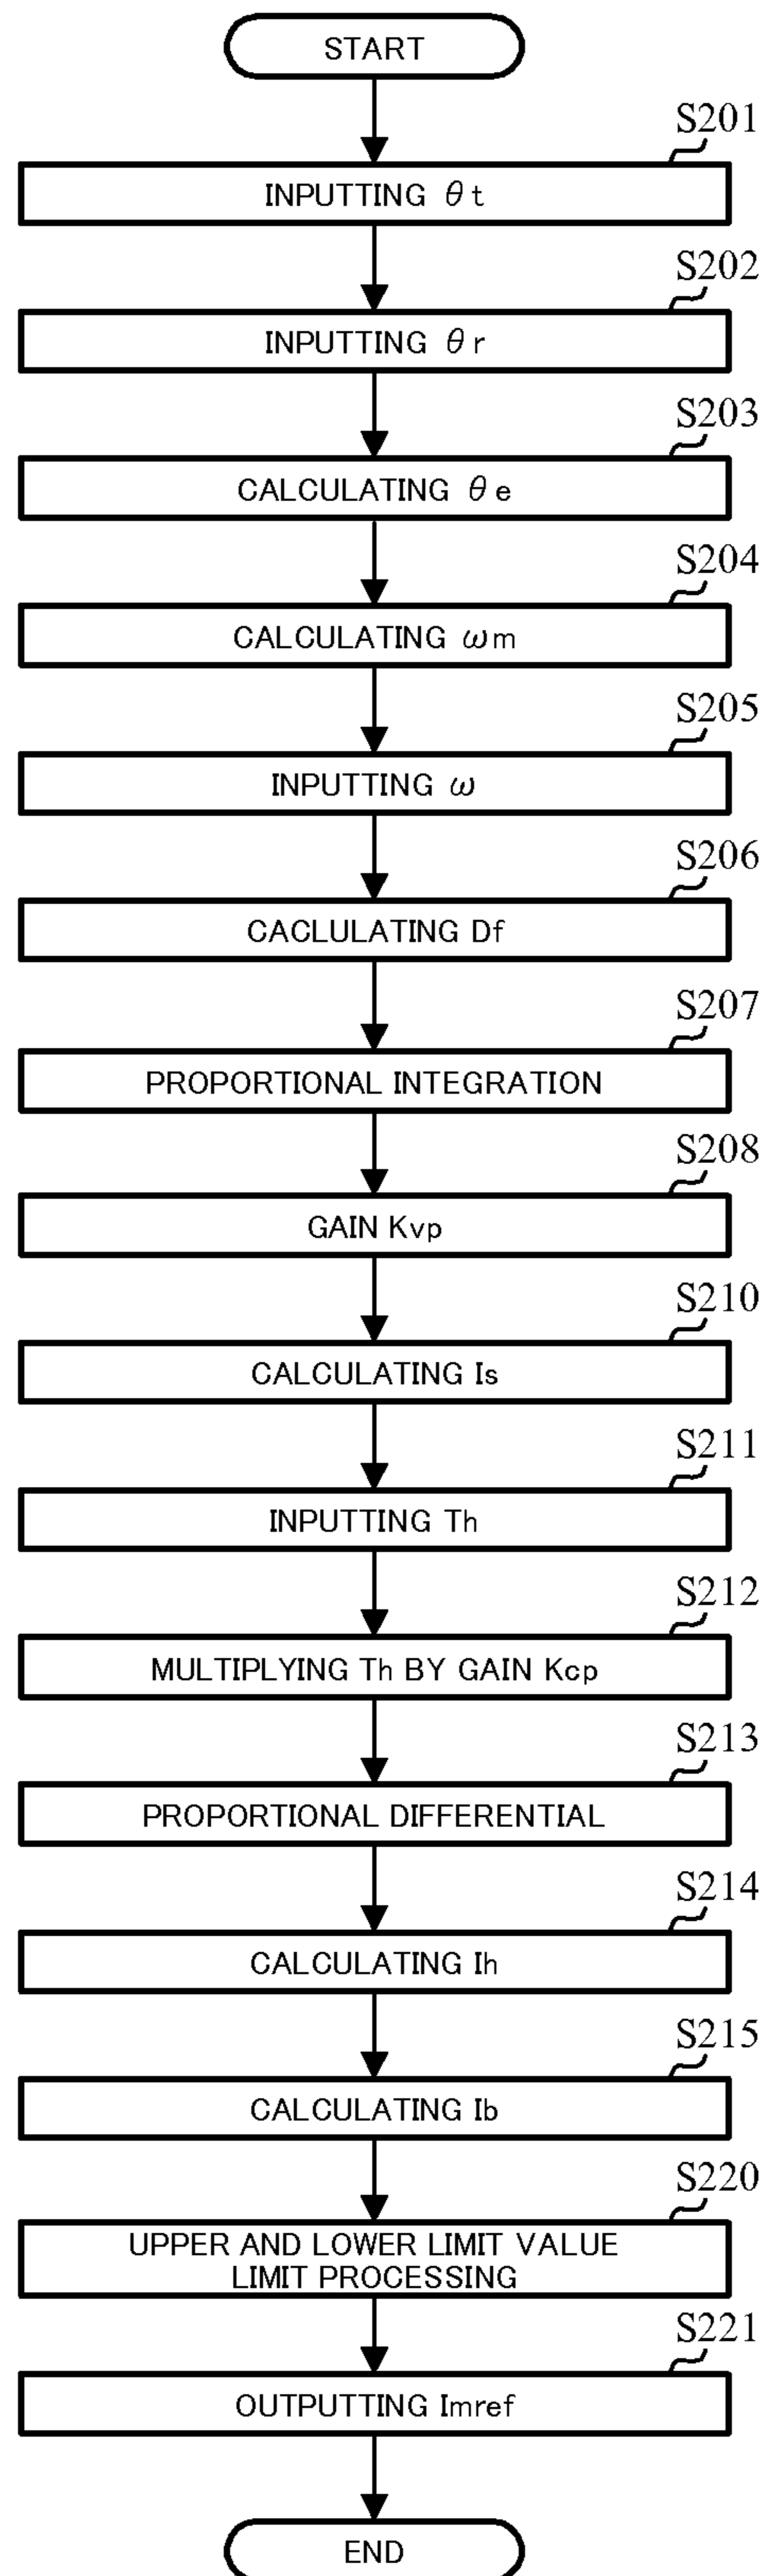 START
S201
INPUTTING θt
S202
INPUTTING θr
S203
CALCULATING θe
S204
CALCULATING ωm
S205
INPUTTING ω
S206
CACLULATING Df
S207
PROPORTIONAL INTEGRATION
S208
GAIN Kvp
S210
CALCULATING Is
S211
INPUTTING Th
S212
MULTIPLYING Th BY GAIN Kcp
S213
PROPORTIONAL DIFFERENTIAL
S214
CALCULATING Ih
S215
CALCULATING Ib
S220
UPPER AND LOWER LIMIT VALUE
LIMIT PROCESSING
S221
OUTPUTTING Imref
END